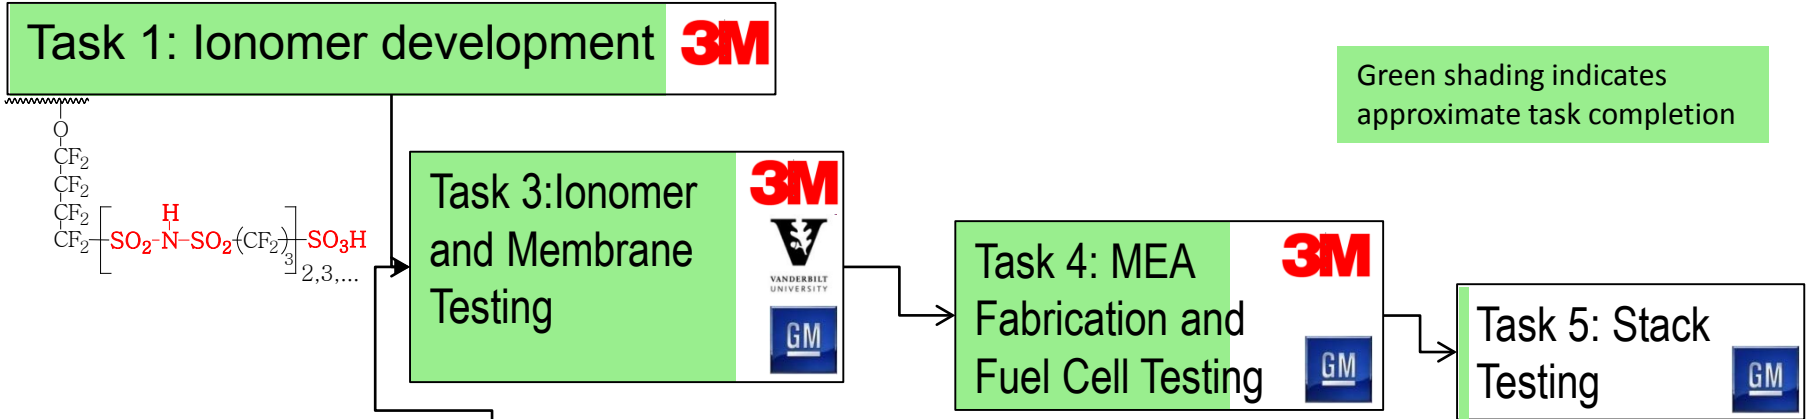 Task 1: Ionomer development 3M
Green shading indicates
approximate task completion
O
CF2
CF2
CF2
CF2
H
SO2-N-SO2(CF2)3 SO3H
2,3,...
Task 3:Ionomer
and Membrane
Testing
3M
V
VANDERBILT
UNIVERSITY
GM
Task 4: MEA
Fabrication and
Fuel Cell Testing
3M
GM
Task 5: Stack
Testing
GM